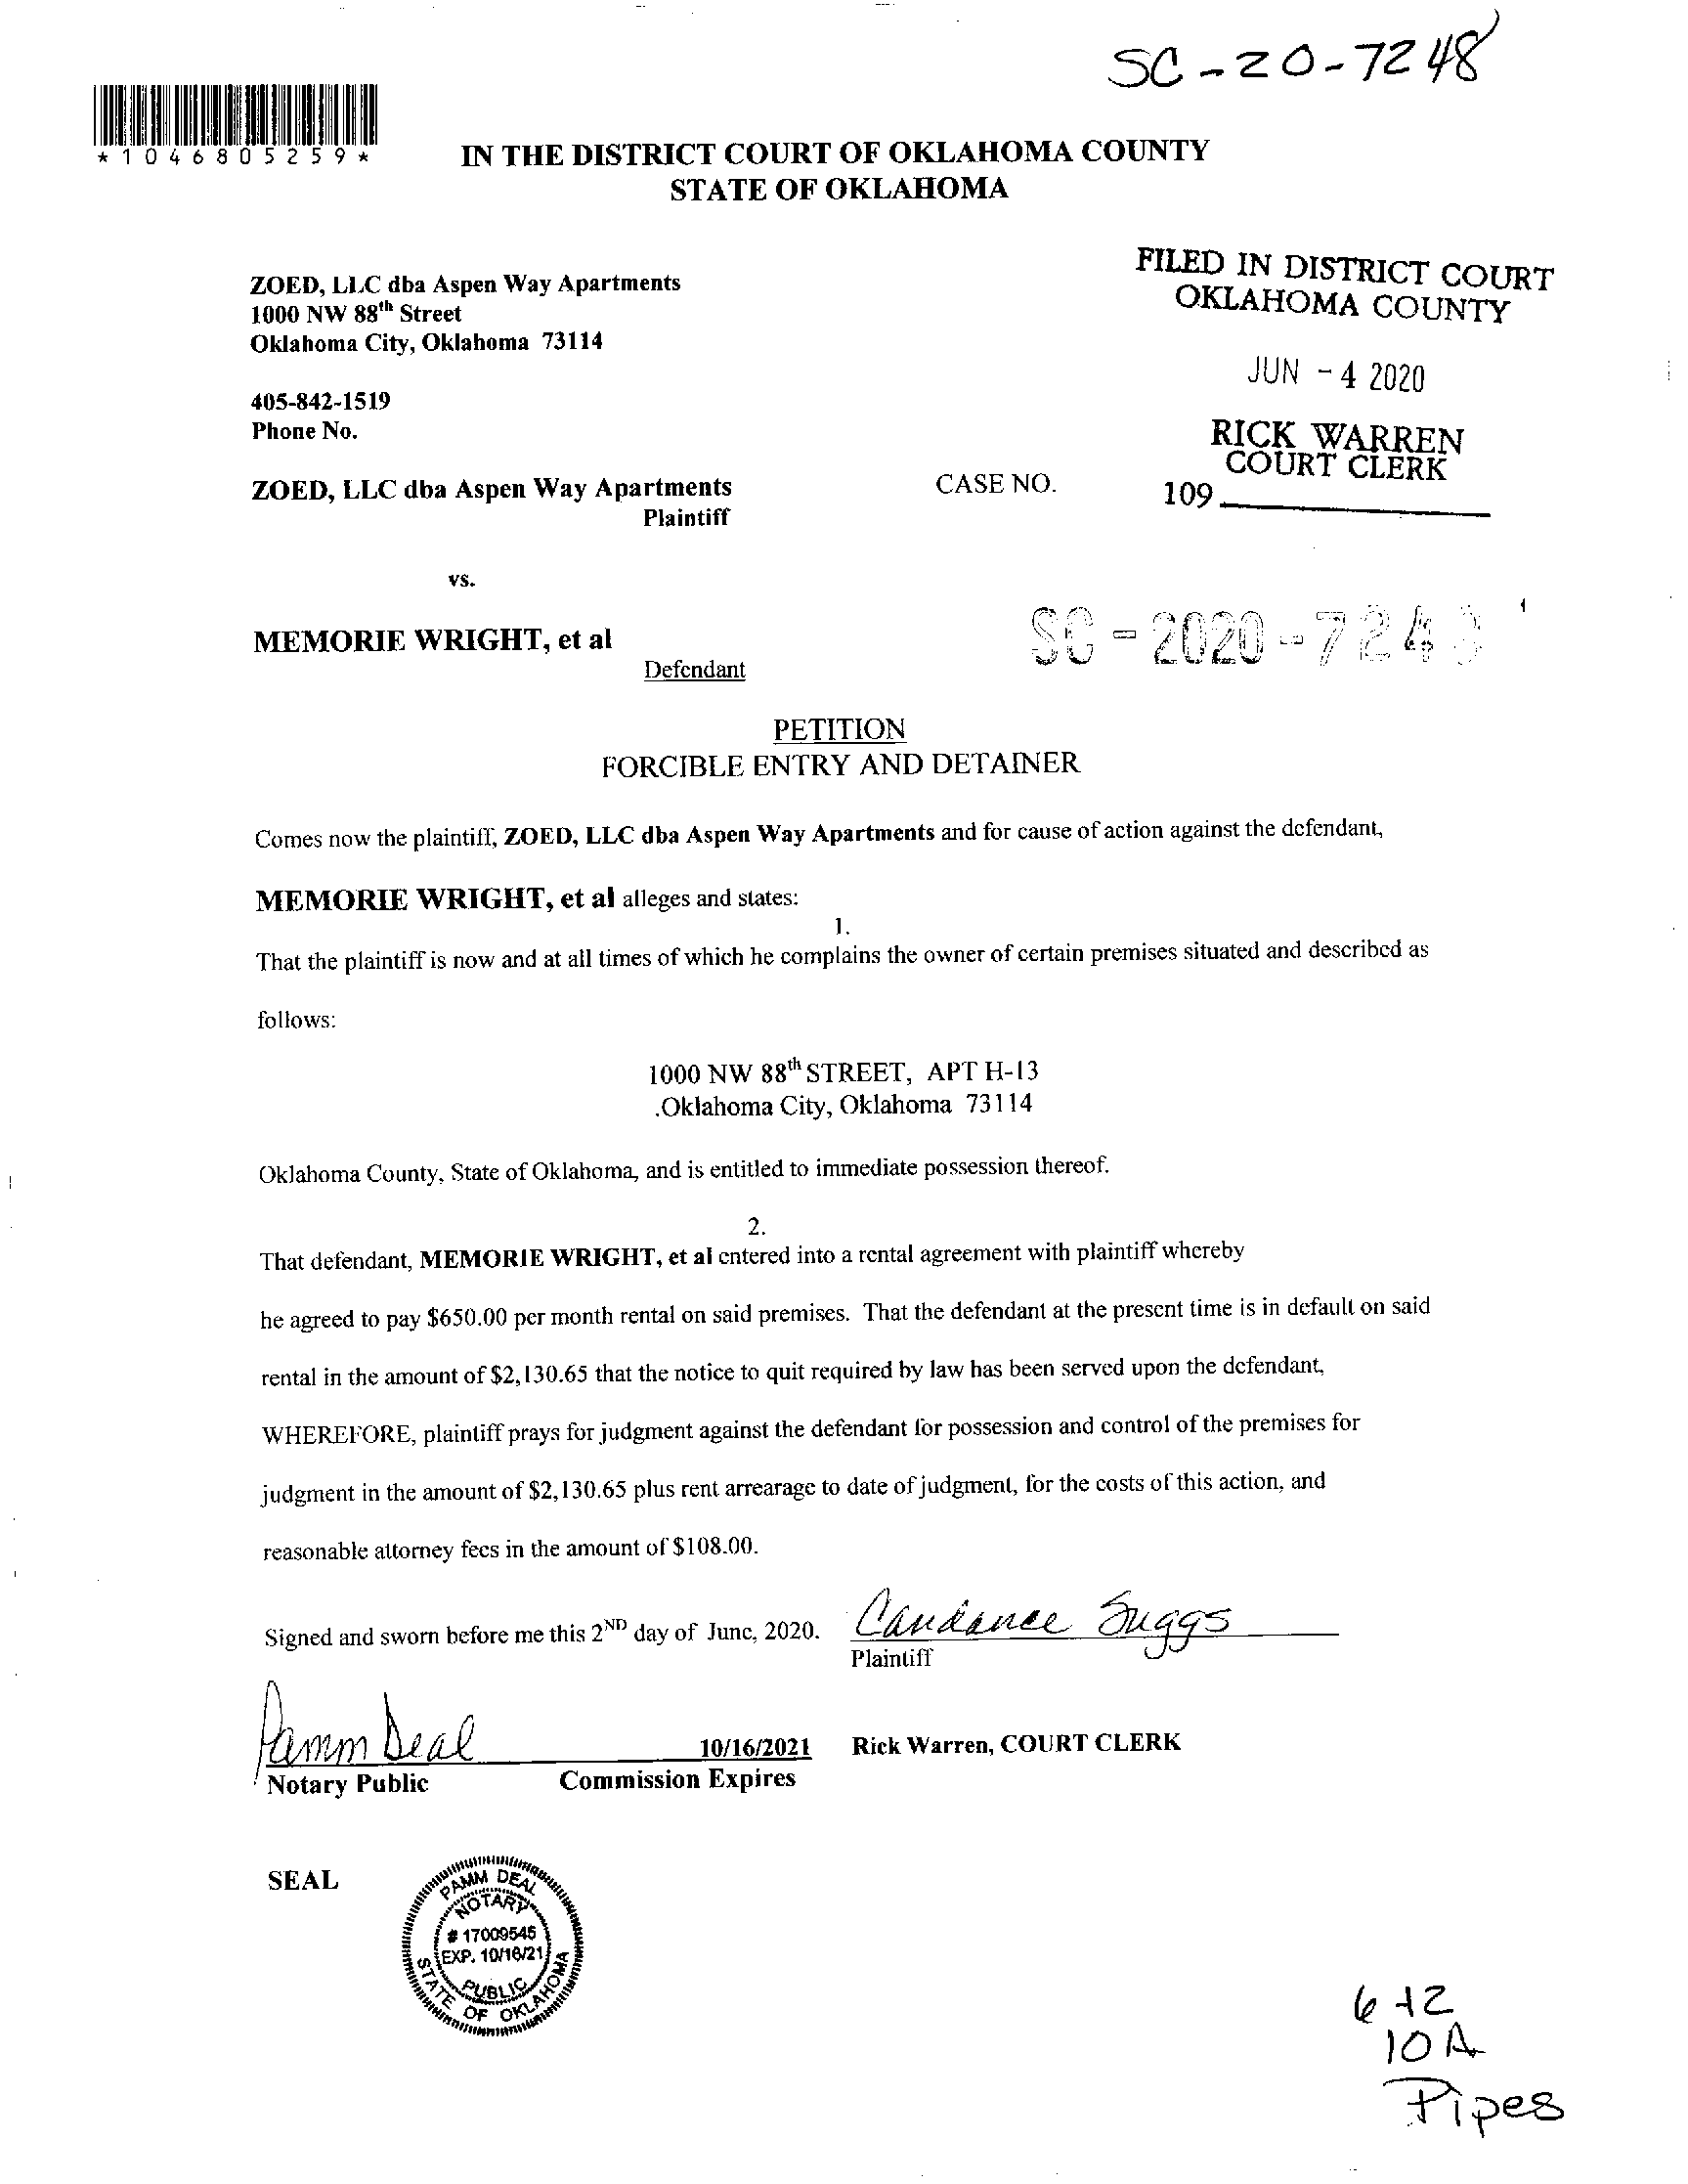 SC-20-7248
*1046805259*
IN THE DISTRICT COURT OF OKLAHOMA COUNTY
STATE OF OKLAHOMA
ZOED, LLC dba Aspen Way Apartments
1000 NW 88th Street
Oklahoma City, Oklahoma 73114
405-842-1519
Phone No.
FILED IN DISTRICT COURT
OKLAHOMA COUNTY
JUN - 4 2020
RICK WARREN
COURT CLERK
109
ZOED, LLC dba Aspen Way Apartments
Plaintiff
CASE NO.
vs.
MEMORIE WRIGHT, et al
Defendant
SC - 2020 - 724
PETITION
FORCIBLE ENTRY AND DETAINER
Comes now the plaintiff, ZOED, LLC dba Aspen Way Apartments and for cause of action against the defendant,
MEMORIE WRIGHT, et al alleges and states:
1.
That the plaintiff is now and at all times of which he complains the owner of certain premises situated and described as
follows:
1000 NW 88th STREET, APT H-13
.Oklahoma City, Oklahoma 73114
Oklahoma County, State of Oklahoma, and is entitled to immediate possession thereof.
2.
That defendant, MEMORIE WRIGHT, et al entered into a rental agreement with plaintiff whereby
he agreed to pay $650.00 per month rental on said premises. That the defendant at the present time is in default on said
rental in the amount of $2,130.65 that the notice to quit required by law has been served upon the defendant,
WHEREFORE, plaintiff prays for judgment against the defendant for possession and control of the premises for
judgment in the amount of $2,130.65 plus rent arrearage to date of judgment, for the costs of this action, and
reasonable attorney fees in the amount of $108.00.
Signed and sworn before me this 2ND day of June, 2020.
Candance Suggs
Plaintiff
Pamm Deal
Notary Public
10/16/2021
Commission Expires
Rick Warren, COURT CLERK
SEAL
PAMM DEAL
NOTARY
# 17009545
EXP. 10/16/21
PUBLIC
STATE OF OKLAHOMA
6-12
10A
Pipes